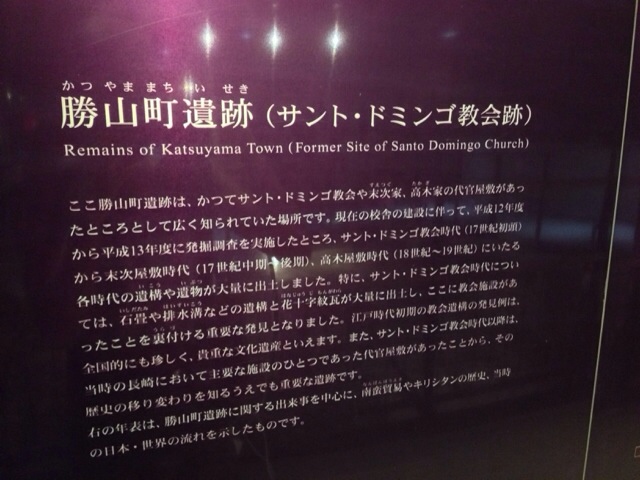 かつ やま まち い せき
勝山町遺跡（サント・ドミンゴ教会跡）
Remains of Katsuyama Town (Former Site of Santo Domingo Church)
ここ勝山町遺跡は、かつてサント・ドミンゴ教会や末次家、高木家の代官屋敷があっ
たところとして広く知られていた場所です。現在の校舎の建設に伴って、平成12年度
から平成13年度に発掘調査を実施したところ、サント・ドミンゴ教会時代（17世紀初頭）
から末次屋敷時代（17世紀中期～後期）、高木屋敷時代（18世紀～19世紀）にいたる
各時代の遺構や遺物が大量に出土しました。特に、サント・ドミンゴ教会時代につい
ては、石畳や排水溝などの遺構と花十字紋瓦が大量に出土し、ここに教会施設があ
ったことを裏付ける重要な発見となりました。江戸時代初期の教会遺構の発見例は、
全国的にも珍しく、貴重な文化遺産といえます。また、サント・ドミンゴ教会時代以降は、
当時の長崎において主要な施設のひとつであった代官屋敷があったことから、その
歴史の移り変わりを知るうえでも重要な遺跡です。
右の年表は、勝山町遺跡に関する出来事を中心に、南蛮貿易やキリシタンの歴史、当時
の日本・世界の流れを示したものです。